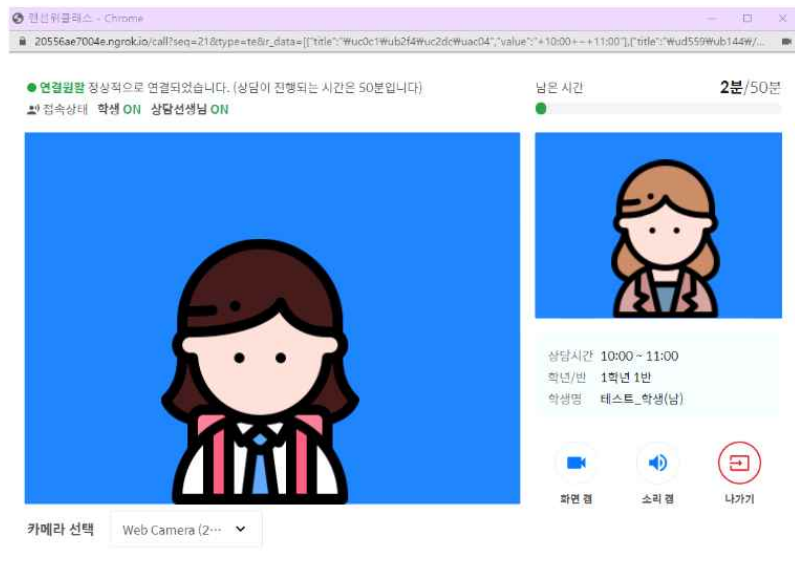 랜선위클래스 - Chrome
20556ae7004e.ngrok.io/call?seq=21&type=te&r_data=[{"title":"₩uc0c1₩ub2f4₩uc2dc₩uac04","value":"+10:00+~+11:00"},{"title":"₩ud559₩ub144₩/...
연결원활 정상적으로 연결되었습니다. (상담이 진행되는 시간은 50분입니다)
접속상태 학생 ON 상담선생님 ON
남은 시간 2분/50분
상담시간 10:00 ~ 11:00
학년/반 1학년 1반
학생명 테스트_학생(남)
화면 켬 소리 켬 나가기
카메라 선택 Web Camera (2⋯